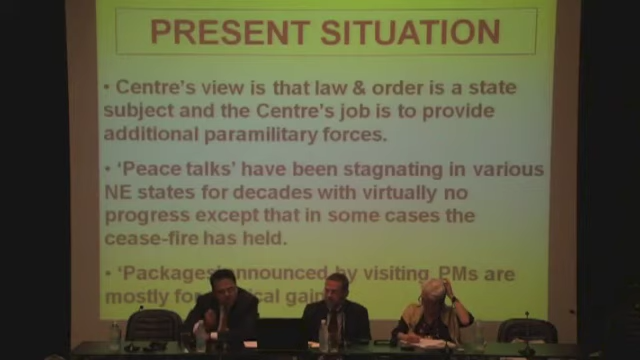 PRESENT SITUATION
• Centre's view is that law & order is a state
subject and the Centre's job is to provide
additional paramilitary forces.
• 'Peace talks' have been stagnating in various
NE states for decades with virtually no
progress except that in some cases the
cease-fire has held.
• 'Packages' announced by visiting PMs are
mostly for gain